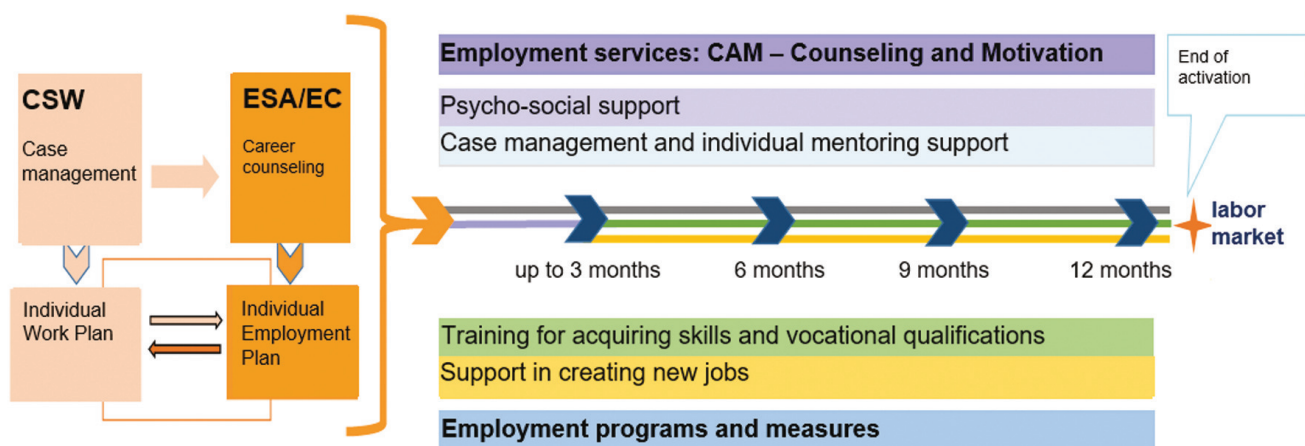 CSW
Case
management
ESA/EC
Career
counseling
Individual
Work Plan
Individual
Employment
Plan
Employment services: CAM – Counseling and Motivation
Psycho-social support
Case management and individual mentoring support
End of
activation
labor
market
up to 3 months
6 months
9 months
12 months
Training for acquiring skills and vocational qualifications
Support in creating new jobs
Employment programs and measures